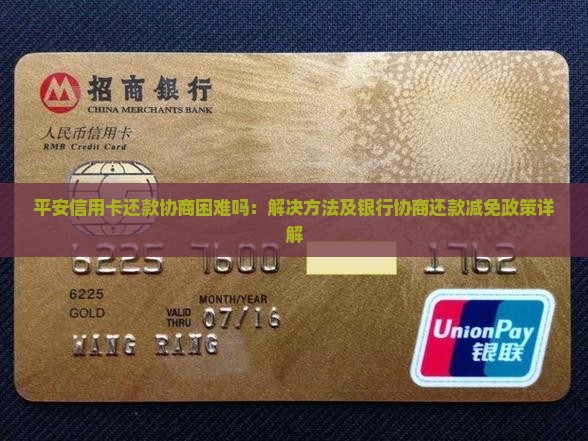 招商銀行
CHINA MERCHANTS BANK
人民币信用卡
RMB Credit Card
平安信用卡还款协商困难吗：解决方法及银行协商还款减免政策详
解
6225 7600 1762
6225
MONTH/YEAR
GOLD
VALID
THRU 07/16
WANG RANG
UnionPay
银联